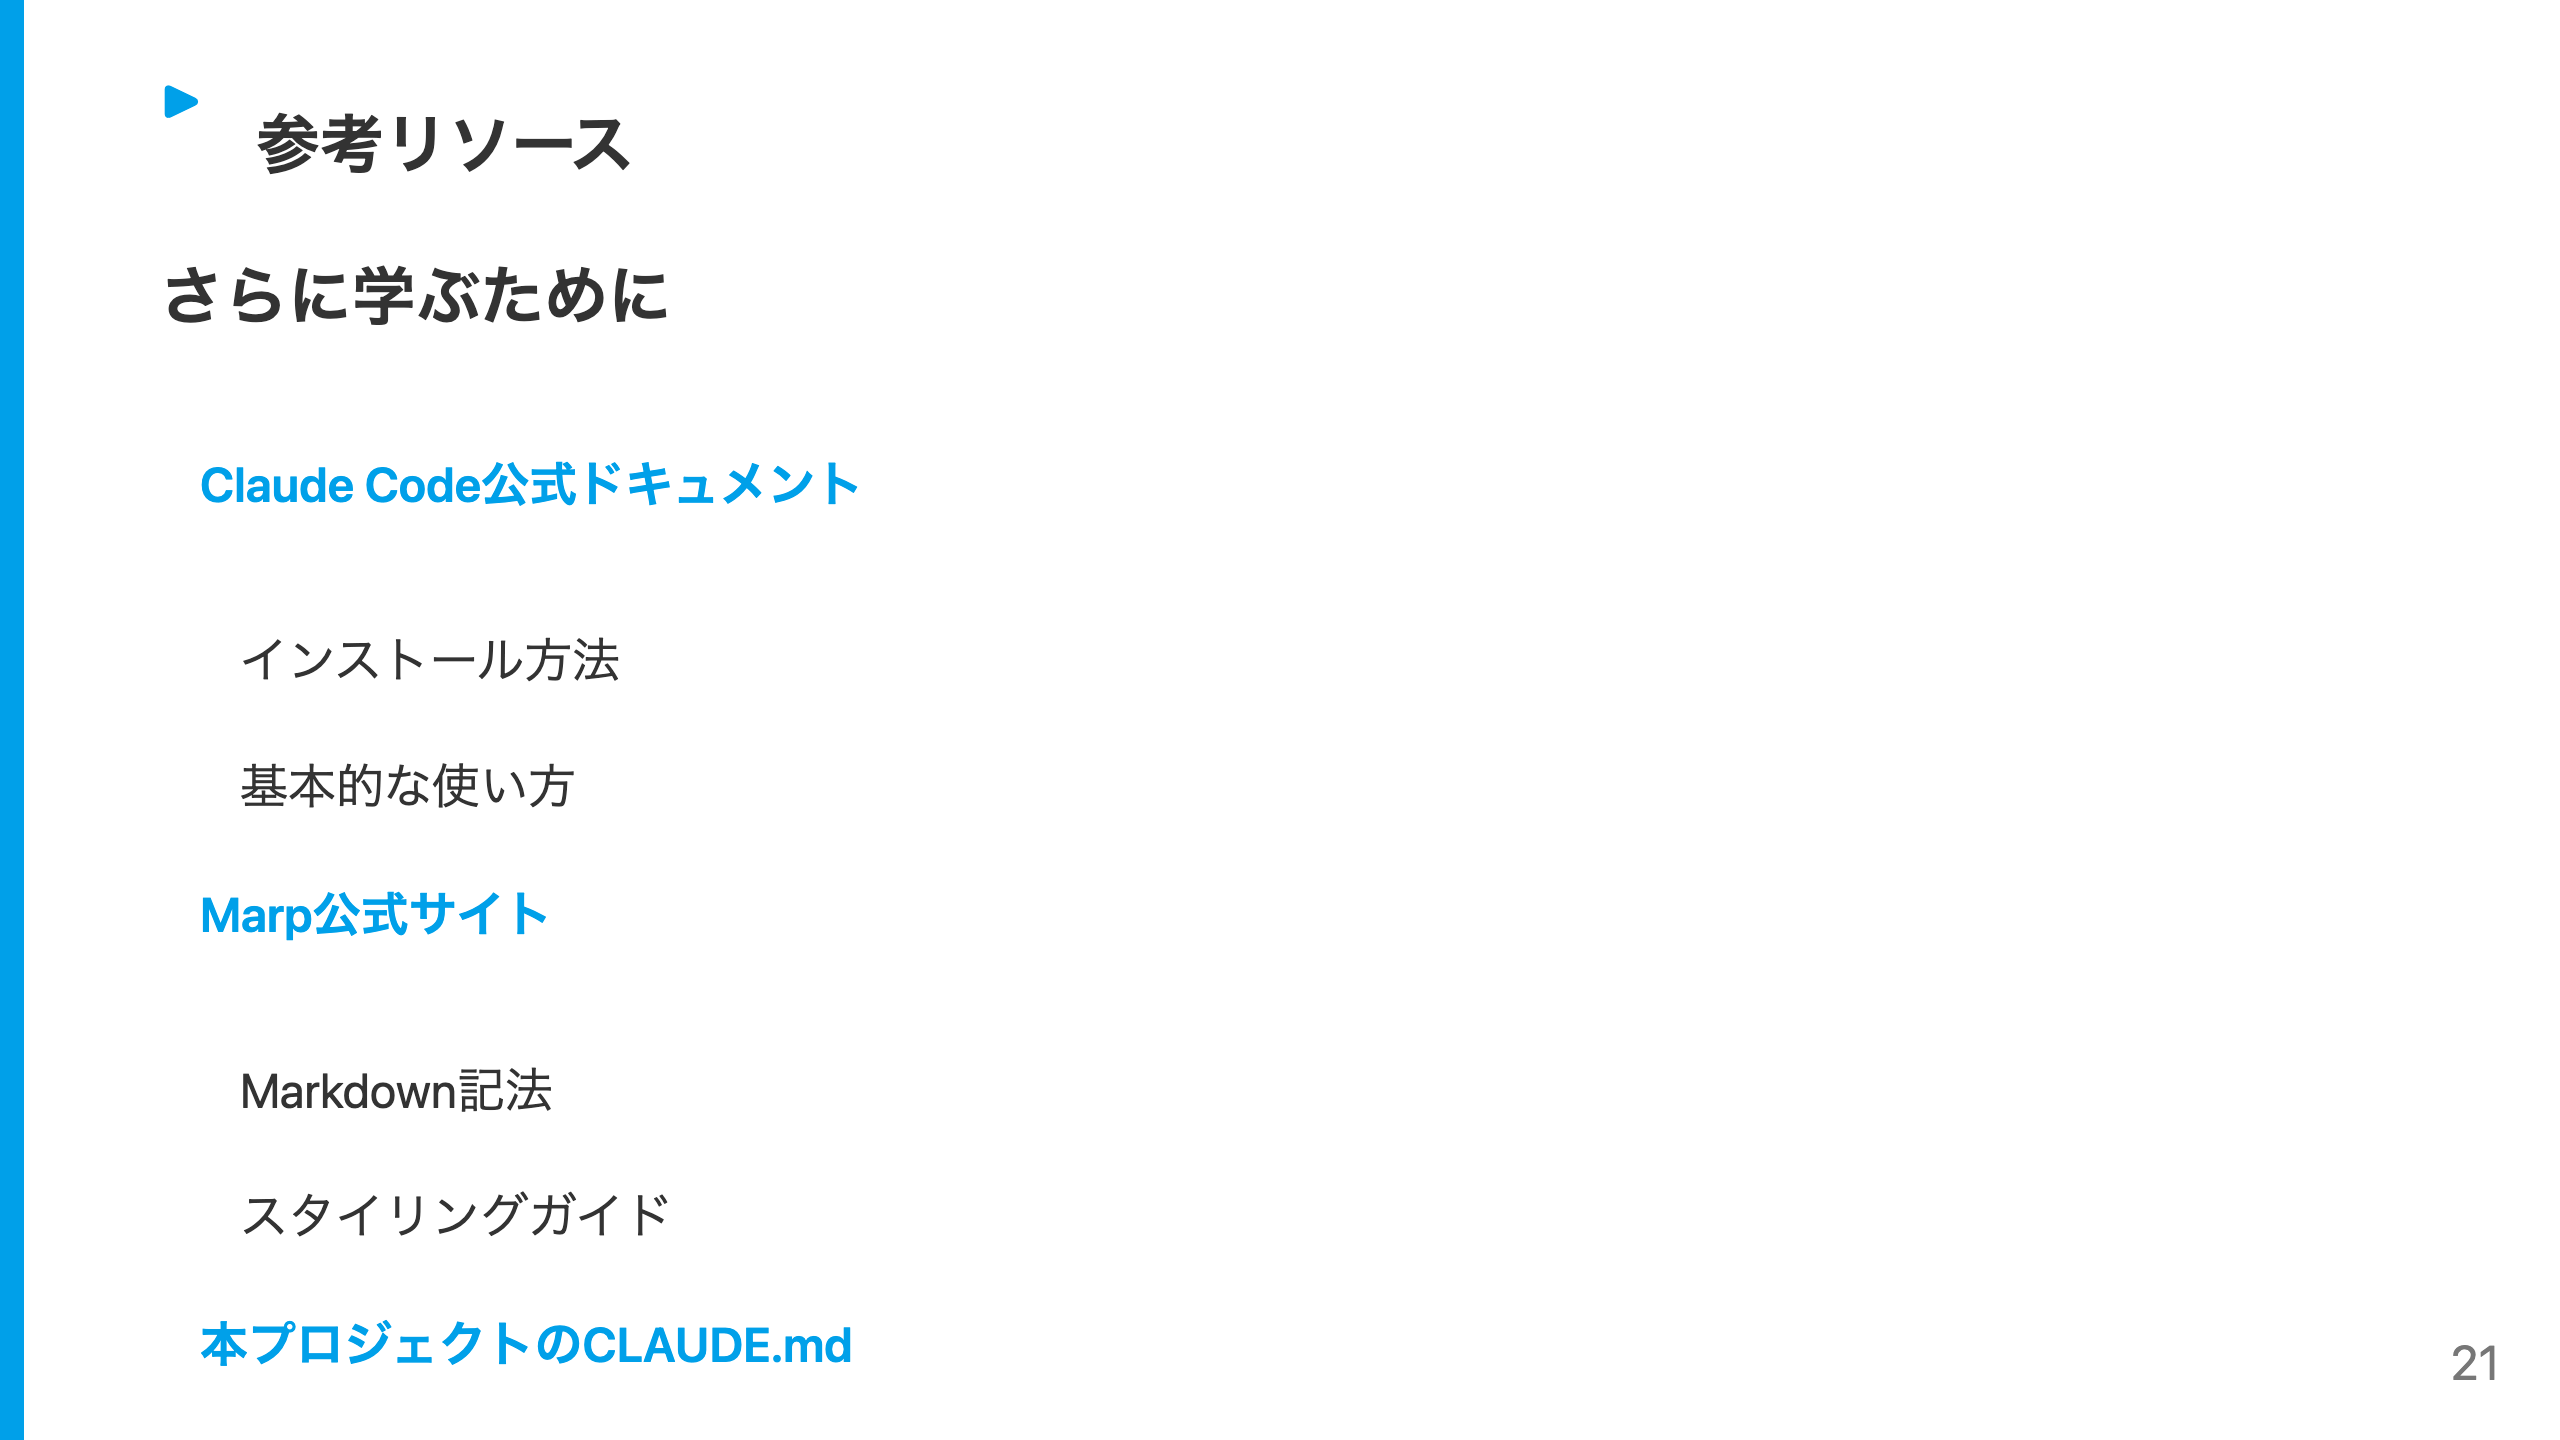 参考リソース
さらに学ぶために
Claude Code公式ドキュメント
インストール方法
基本的な使い方
Marp公式サイト
Markdown記法
スタイリングガイド
本プロジェクトのCLAUDE.md
21